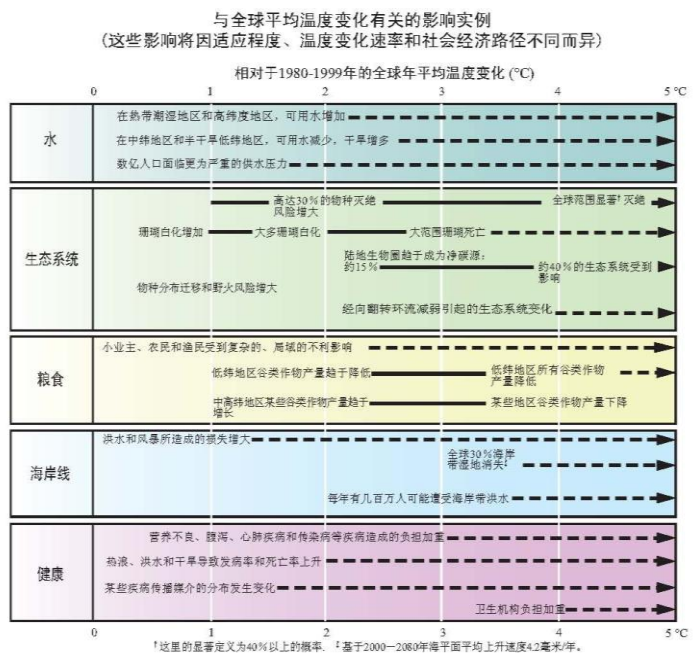 与全球平均温度变化有关的影响实例
(这些影响将因适应程度、温度变化速率和社会经济路径不同而异)
相对于1980-1999年的全球年平均温度变化 (℃)
0 1 2 3 4 5 ℃
水
在热带潮湿地区和高纬度地区，可用水增加
在中纬地区和半干旱低纬地区，可用水减少，干旱增多
数亿人口面临更为严重的供水压力
生态系统
高达30％的物种灭绝
风险增大
全球范围显著† 灭绝
珊瑚白化增加
大多珊瑚白化
大范围珊瑚死亡
陆地生物圈趋于成为净碳源：
约15％
约40％的生态系统受到
影响
物种分布迁移和野火风险增大
经向翻转环流减弱引起的生态系统变化
粮食
小业主、农民和渔民受到复杂的、局域的不利影响
低纬地区谷类作物产量趋于降低
低纬地区所有谷类作物
产量降低
中高纬地区某些谷类作物产量趋于
增长
某些地区谷类作物产量下降
海岸线
洪水和风暴所造成的损失增大
全球30％海岸
带湿地消失‡
每年有几百万人可能遭受海岸带洪水
健康
营养不良、腹泻、心肺疾病和传染病等疾病造成的负担加重
热浪、洪水和干旱导致发病率和死亡率上升
某些疾病传播媒介的分布发生变化
卫生机构负担加重
0 1 2 3 4 5 ℃
†这里的显著定义为40％以上的概率. ‡基于2000－2080年海平面平均上升速度4.2毫米/年。